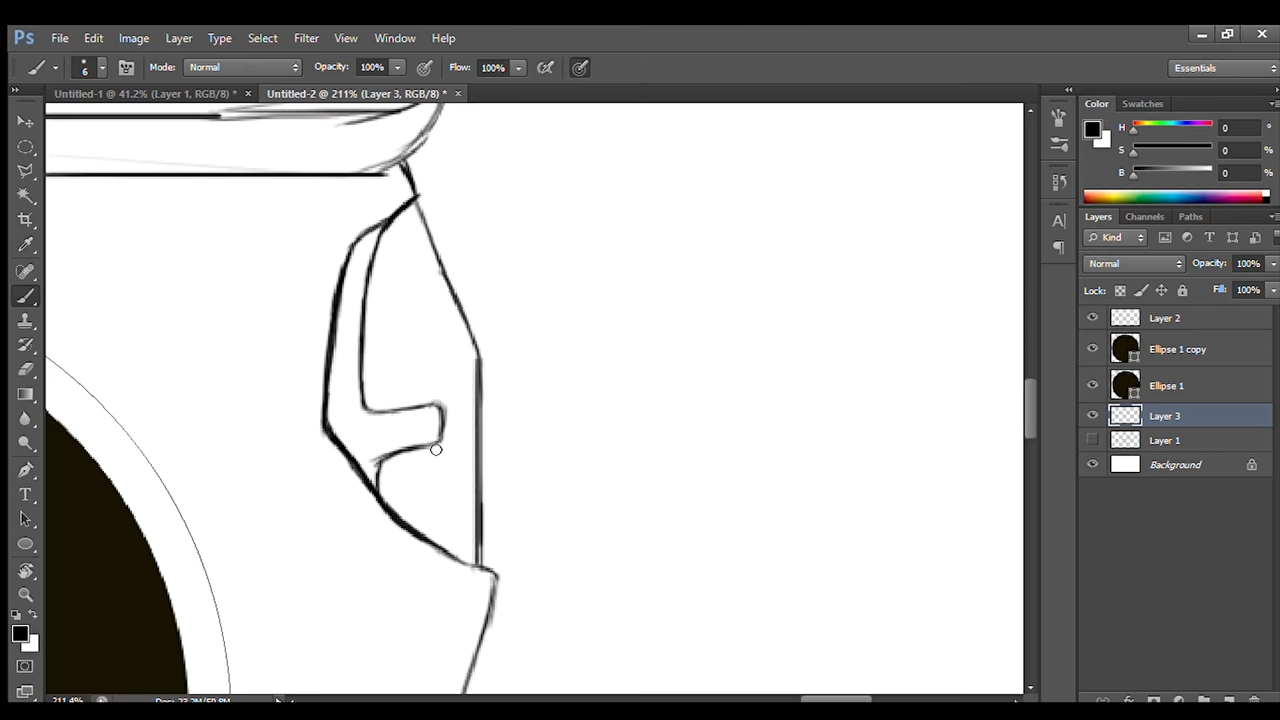 Ps File Edit Image Layer Type Select Filter View Window Help
6 Mode: Normal Opacity: 100% Flow: 100% Essentials
Untitled-1 @ 41.2% (Layer 1, RGB/8) * × Untitled-2 @ 211% (Layer 3, RGB/8) * ×
Color Swatches
H 0 °
S 0 %
B 0 %
Layers Channels Paths
Kind
Normal Opacity: 100%
Lock: Fill: 100%
Layer 2
Ellipse 1 copy
Ellipse 1
Layer 3
Layer 1
Background
211.4%